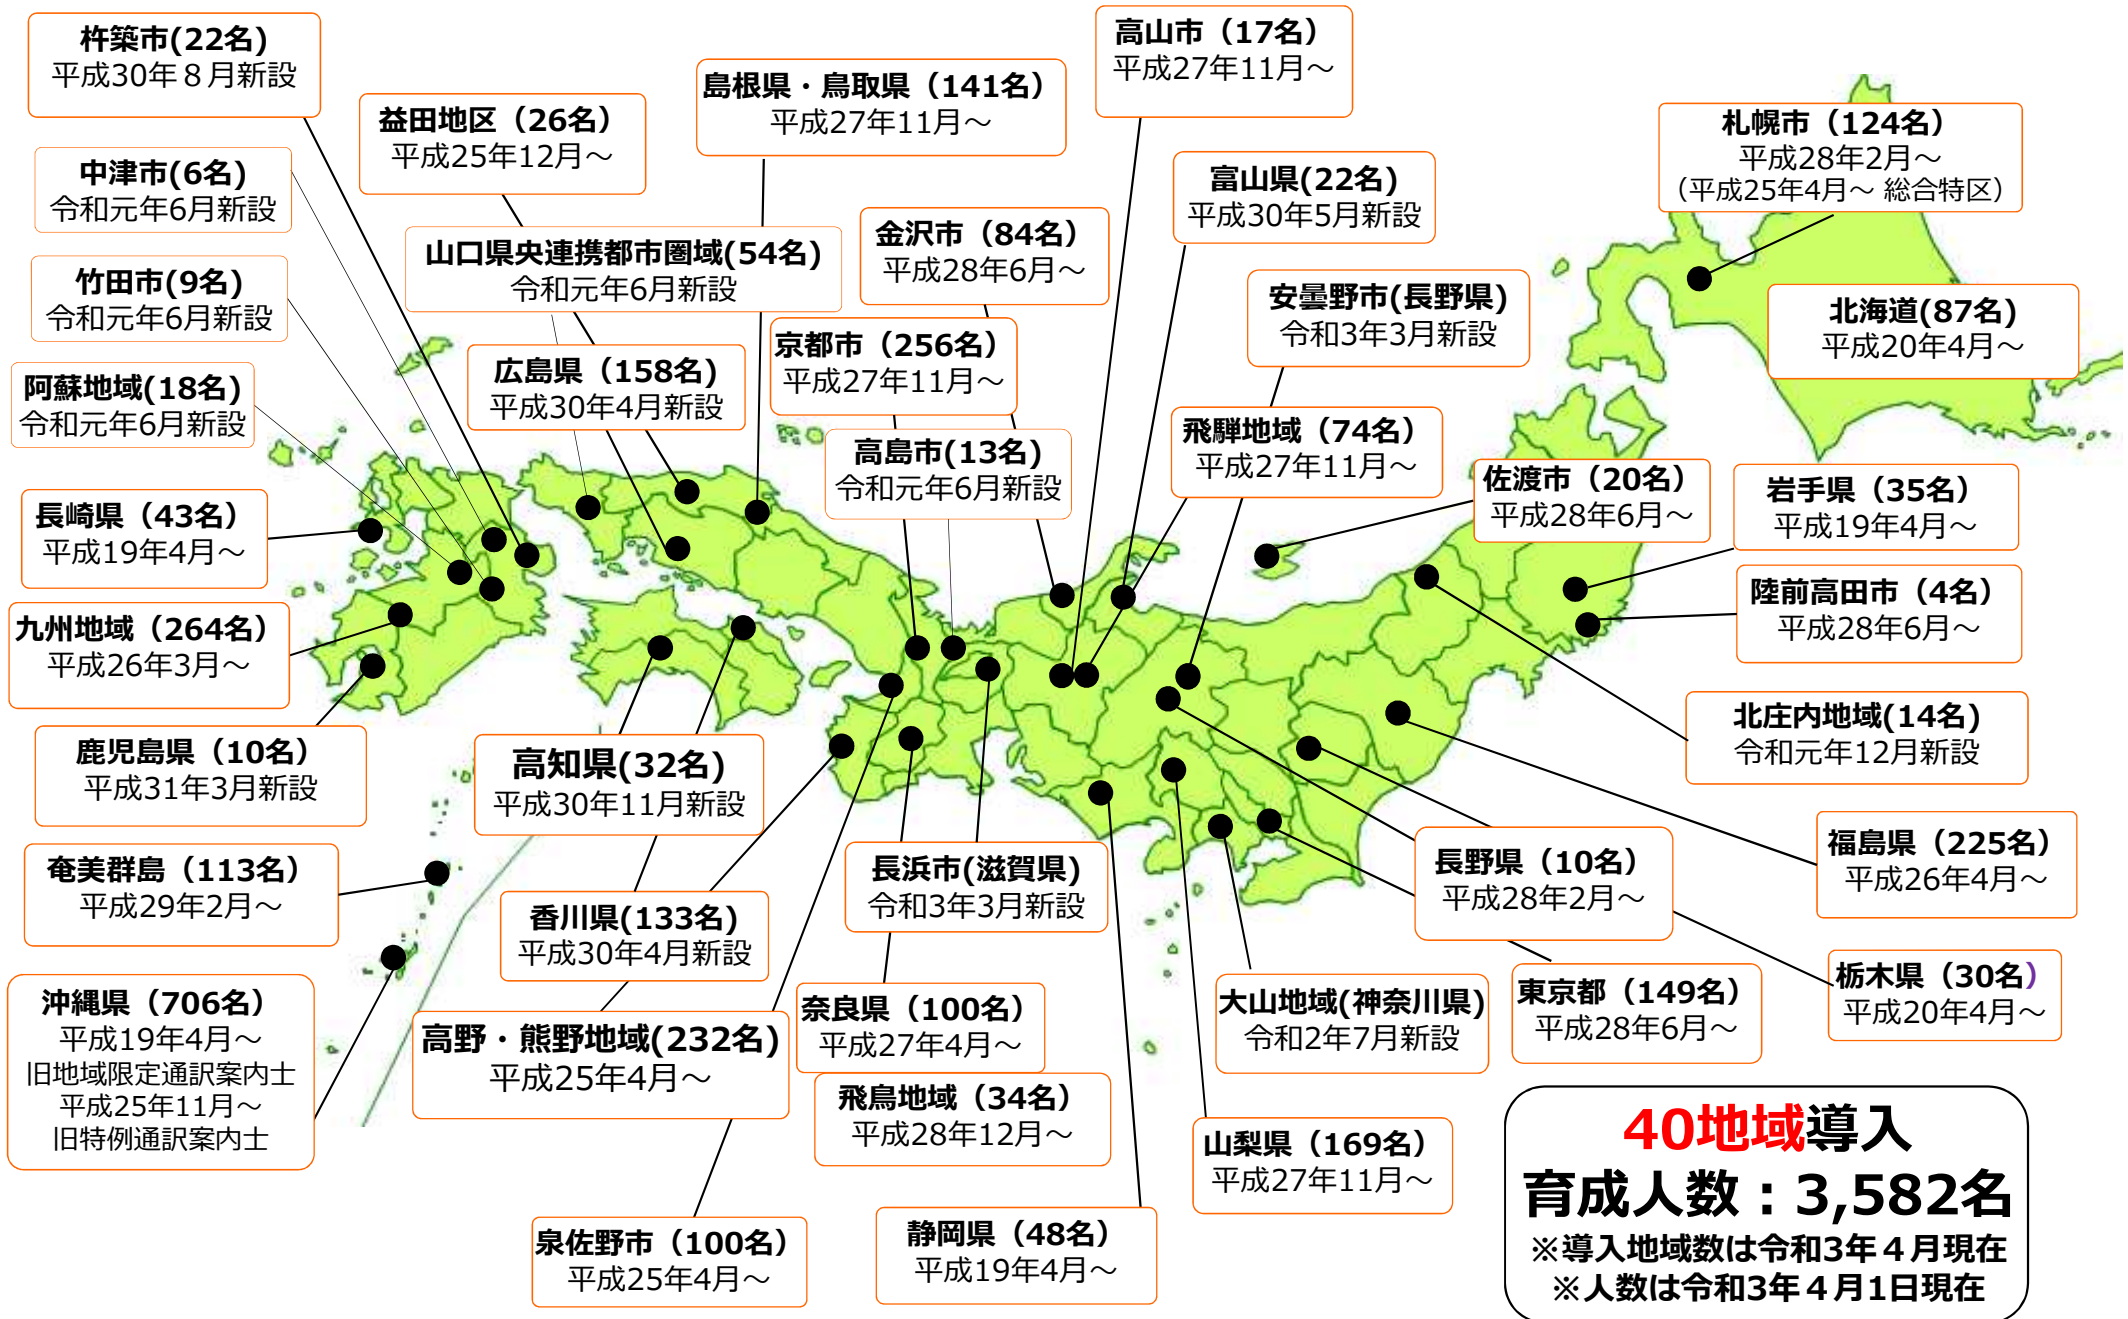 杵築市(22名)
平成30年８月新設
中津市(6名)
令和元年6月新設
竹田市(9名)
令和元年6月新設
阿蘇地域(18名)
令和元年6月新設
長崎県（43名）
平成19年4月～
九州地域（264名）
平成26年3月～
鹿児島県（10名）
平成31年3月新設
奄美群島（113名）
平成29年2月～
沖縄県（706名）
平成19年4月～
旧地域限定通訳案内士
平成25年11月～
旧特例通訳案内士
益田地区（26名）
平成25年12月～
島根県・鳥取県（141名）
平成27年11月～
山口県央連携都市圏域(54名)
令和元年6月新設
広島県（158名）
平成30年4月新設
金沢市（84名）
平成28年6月～
京都市（256名）
平成27年11月～
高島市(13名)
令和元年6月新設
高山市（17名）
平成27年11月～
富山県(22名)
平成30年5月新設
安曇野市(長野県)
令和3年3月新設
飛騨地域（74名）
平成27年11月～
札幌市（124名）
平成28年2月～
（平成25年4月～ 総合特区）
北海道(87名)
平成20年4月～
佐渡市（20名）
平成28年6月～
岩手県（35名）
平成19年4月～
陸前高田市（4名）
平成28年6月～
北庄内地域(14名)
令和元年12月新設
福島県（225名）
平成26年4月～
栃木県（30名）
平成20年4月～
長野県（10名）
平成28年2月～
東京都（149名）
平成28年6月～
大山地域(神奈川県)
令和2年7月新設
山梨県（169名）
平成27年11月～
静岡県（48名）
平成19年4月～
長浜市(滋賀県)
令和3年3月新設
奈良県（100名）
平成27年4月～
飛鳥地域（34名）
平成28年12月～
高知県(32名)
平成30年11月新設
香川県(133名)
平成30年4月新設
高野・熊野地域(232名)
平成25年4月～
泉佐野市（100名）
平成25年4月～
40地域導入
育成人数：3,582名
※導入地域数は令和3年４月現在
※人数は令和3年４月1日現在